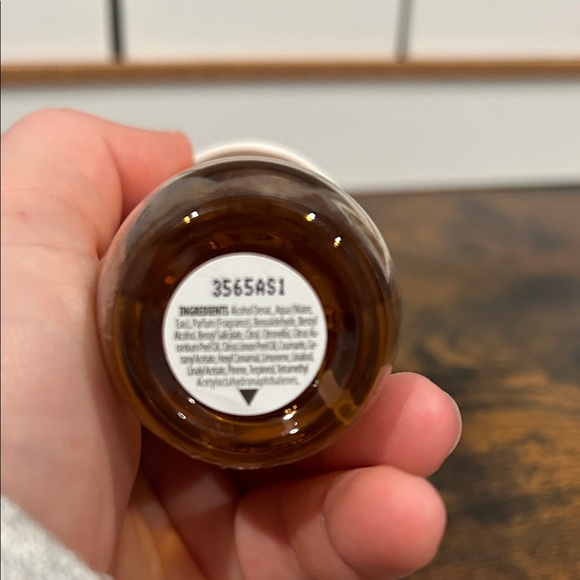 3565AS1
INGREDIENTS Alcohol Denat., Aqua (Water,
Eau), Parfum (Fragrance), Benzaldehyde, Benzyl
Alcohol, Benzyl Salicylate, Citral, Citronellol, Citrus Au-
rantium Peel Oil, Citrus Limon Peel Oil, Coumarin, Ge-
ranyl Acetate, Hexyl Cinnamal, Limonene, Linalool,
Linalyl Acetate, Pinene, Terpineol, Tetramethyl
Acetyloctahydronaphthalenes.